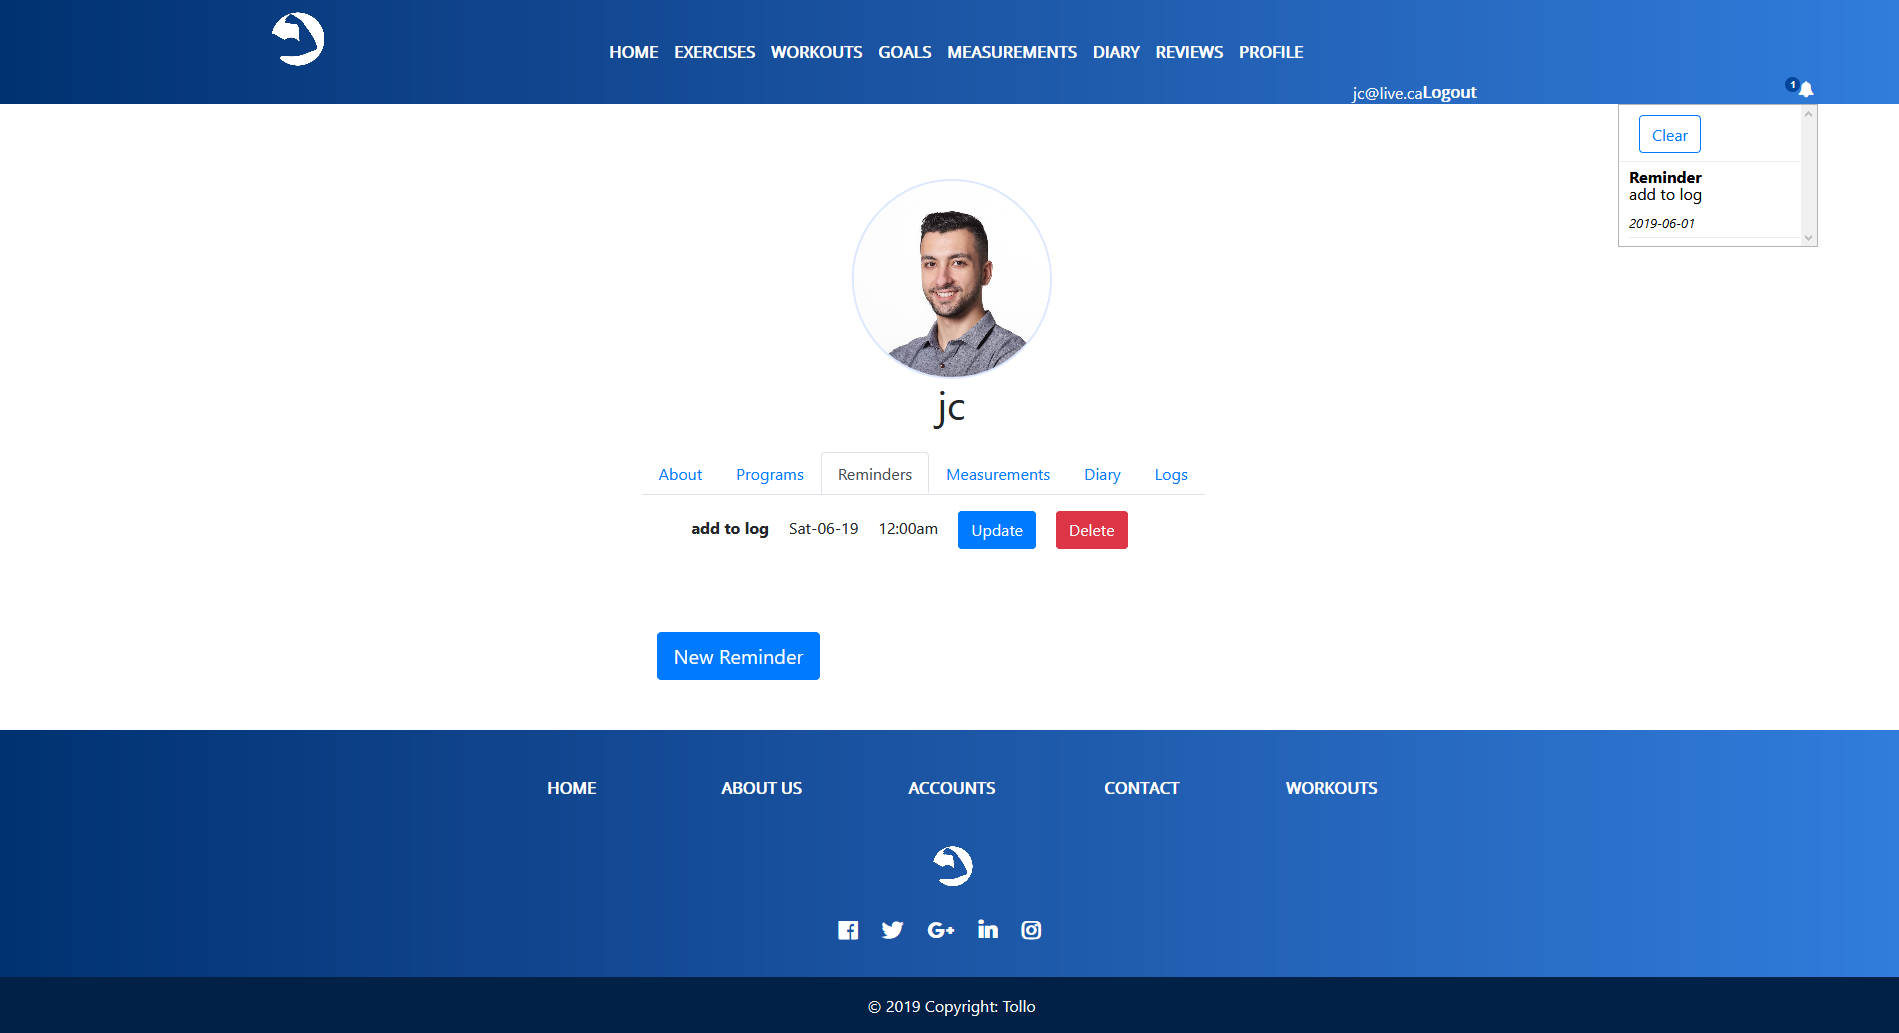 HOME EXERCISES WORKOUTS GOALS MEASUREMENTS DIARY REVIEWS PROFILE
jc@live.caLogout
1
Clear
Reminder
add to log
2019-06-01
jc
About Programs Reminders Measurements Diary Logs
add to log Sat-06-19 12:00am Update Delete
New Reminder
HOME ABOUT US ACCOUNTS CONTACT WORKOUTS
© 2019 Copyright: Tollo